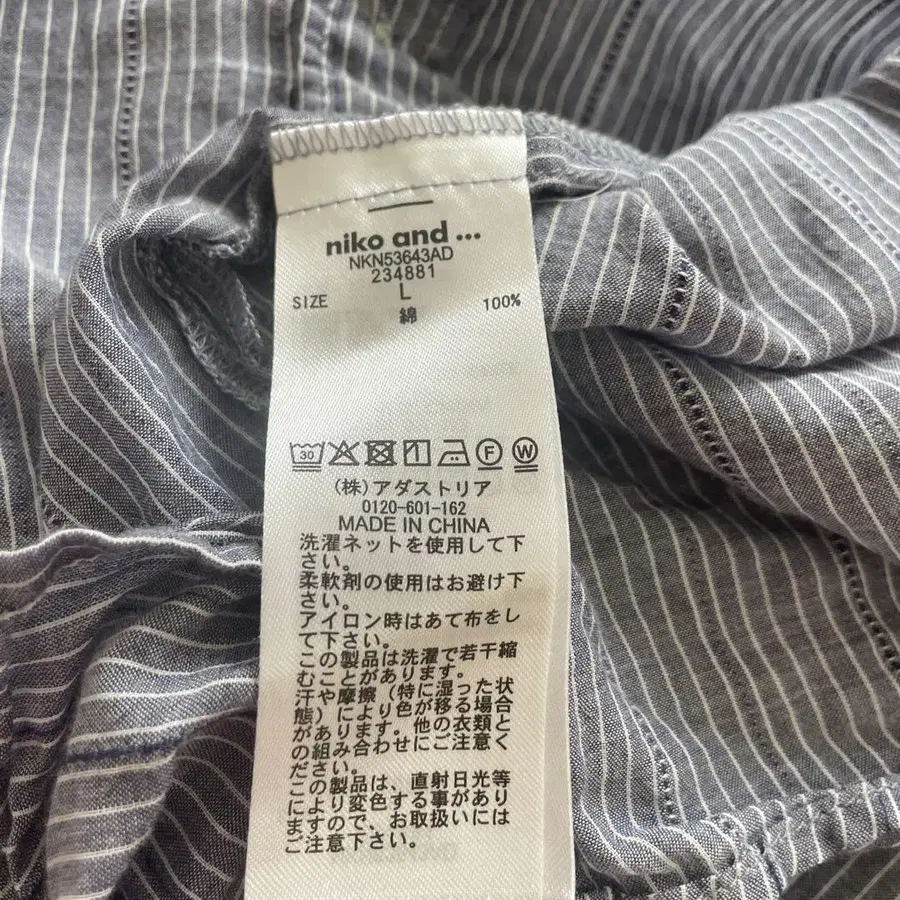 niko and ...
NKN53643AD
234881
SIZE L
綿 100%
30 1 F W
(株)アダストリア
0120-601-162
MADE IN CHINA
洗濯ネットを使用して下
さい。
柔軟剤の使用はお避け下
さい。
アイロン時はあて布をし
て下さい。
この製品は洗濯で若干縮
むことがあります。
汗や摩擦(特に湿った状
態)により色が移る場合
があります。他の衣類と
の組み合わせにご注意く
ださい。
この製品は、直射日光等
により変色する事があり
ますので、お取扱いには
ご注意下さい。